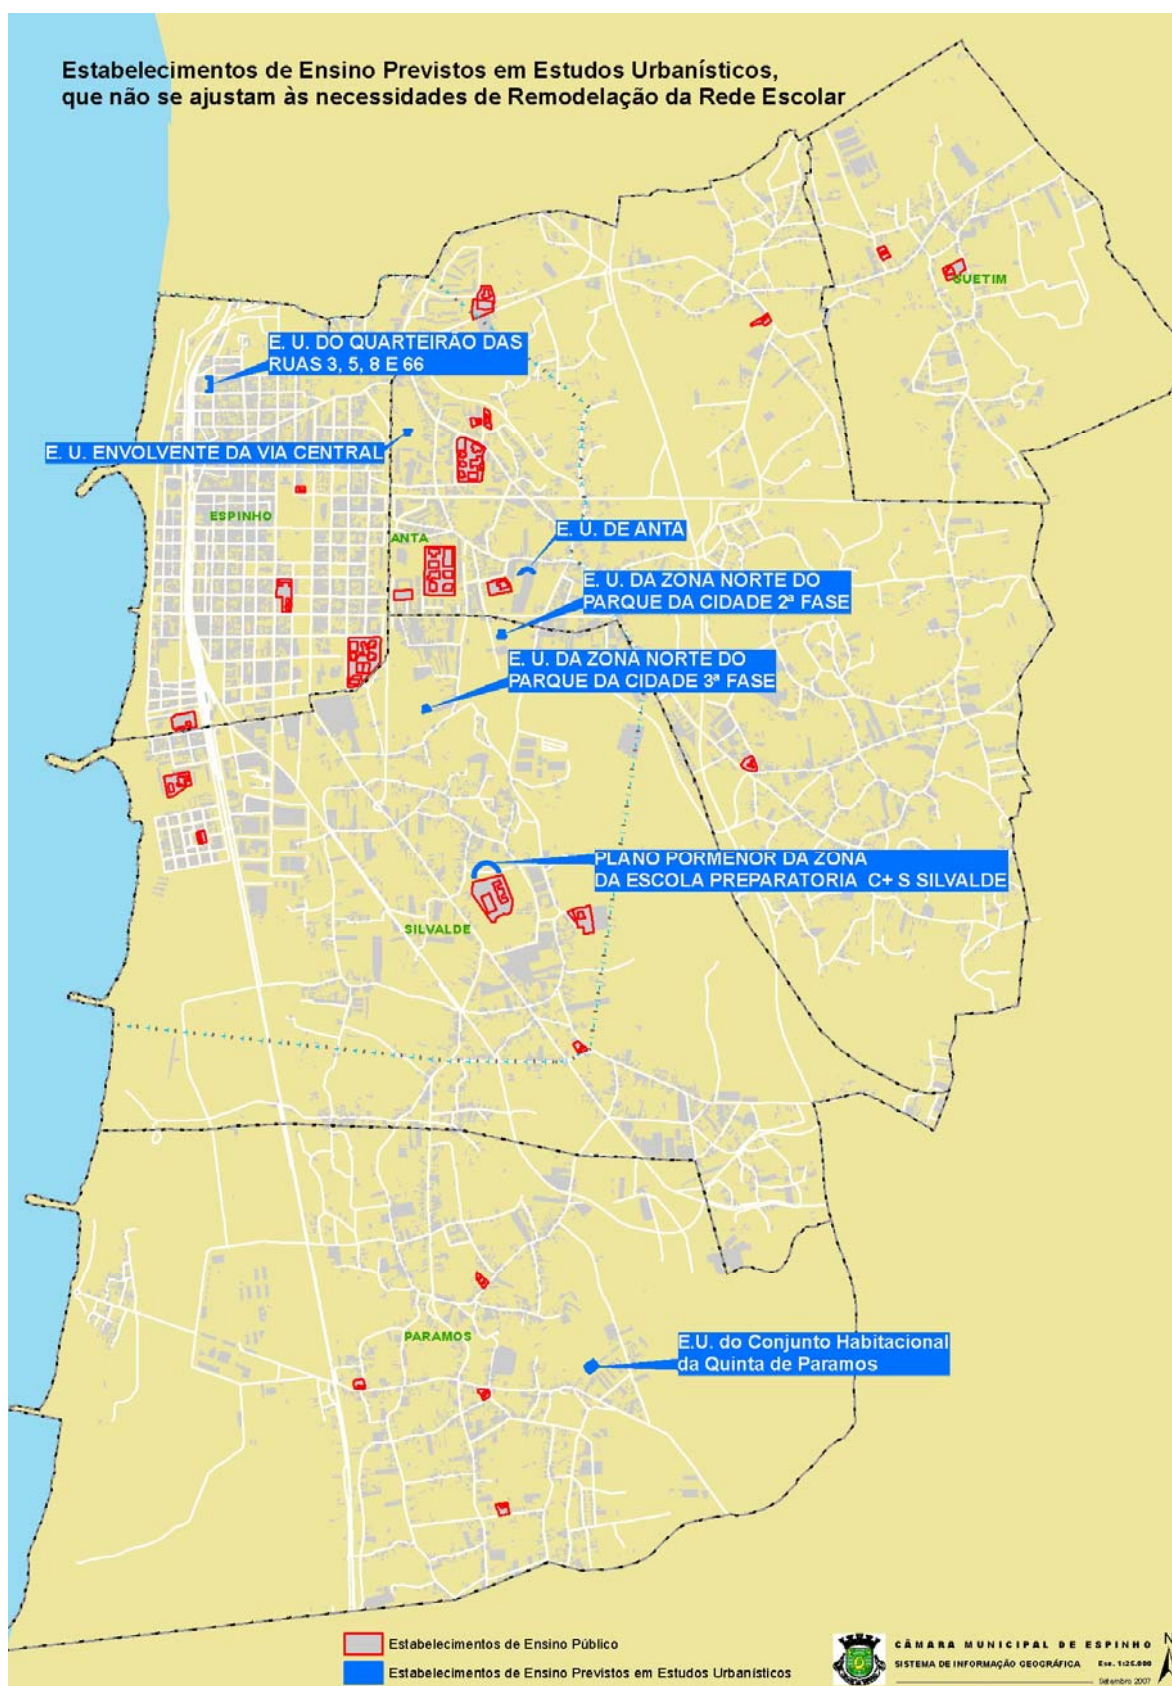 Estabelecimentos de Ensino Previstos em Estudos Urbanísticos,
que não se ajustam às necessidades de Remodelação da Rede Escolar
GUETIM
E. U. DO QUARTEIRÃO DAS
RUAS 3, 5, 8 E 66
E. U. ENVOLVENTE DA VIA CENTRAL
ESPINHO
ANTA
E. U. DE ANTA
E. U. DA ZONA NORTE DO
PARQUE DA CIDADE 2ª FASE
E. U. DA ZONA NORTE DO
PARQUE DA CIDADE 3ª FASE
PLANO PORMENOR DA ZONA
DA ESCOLA PREPARATORIA C+ S SILVALDE
SILVALDE
PARAMOS
E.U. do Conjunto Habitacional
da Quinta de Paramos
Estabelecimentos de Ensino Público
Estabelecimentos de Ensino Previstos em Estudos Urbanísticos
CÂMARA MUNICIPAL DE ESPINHO
SISTEMA DE INFORMAÇÃO GEOGRÁFICA Esc. 1:25.000
Setembro 2007
N